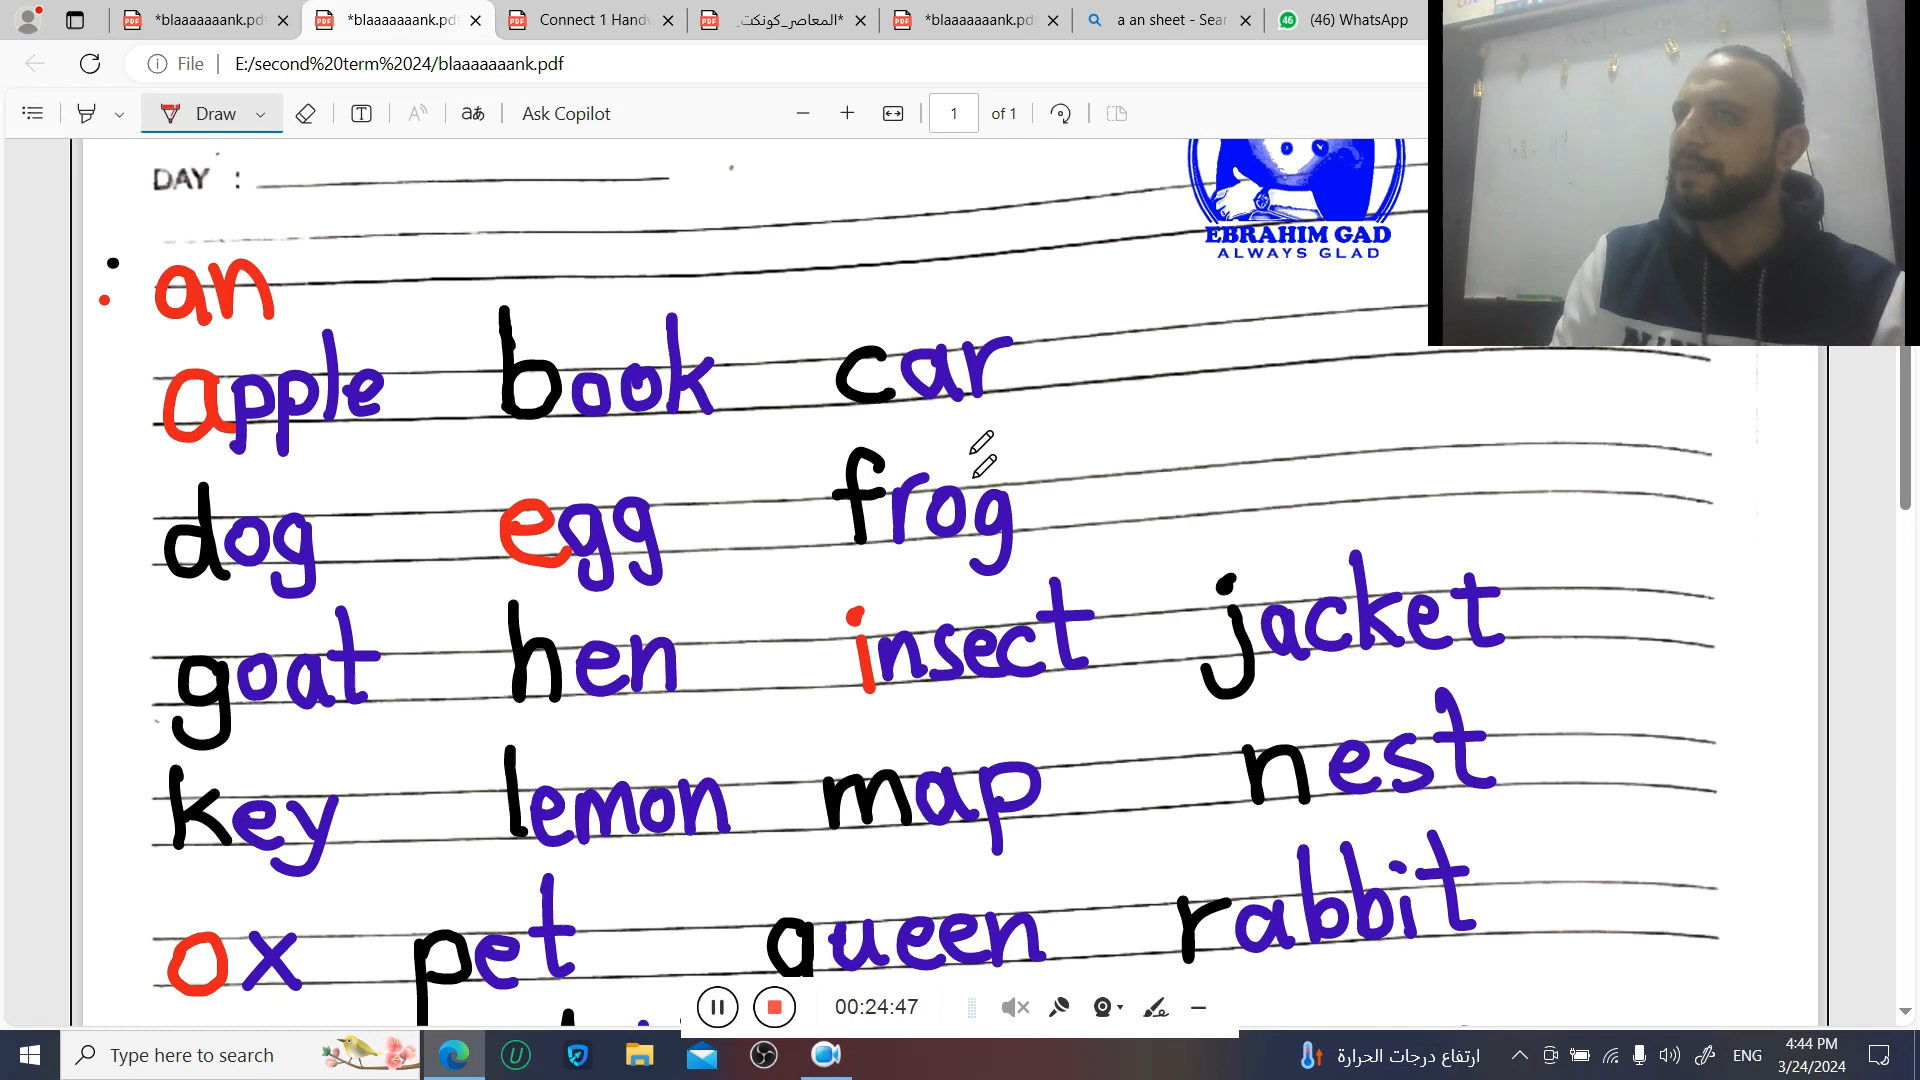 *blaaaaaaank.pd
*blaaaaaaank.pd
Connect 1 Handw
المعاصر_كونكت_*
*blaaaaaaank.pd
a an sheet - Sear
(46) WhatsApp
File
E:/second%20term%2024/blaaaaaaank.pdf
Draw
Ask Copilot
1
of 1
DAY :
EBRAHIM GAD
ALWAYS GLAD
an
apple book car
dog egg frog
goat hen insect jacket
key lemon map nest
ox pet queen rabbit
00:24:47
Type here to search
ارتفاع درجات الحرارة
ENG
4:44 PM
3/24/2024